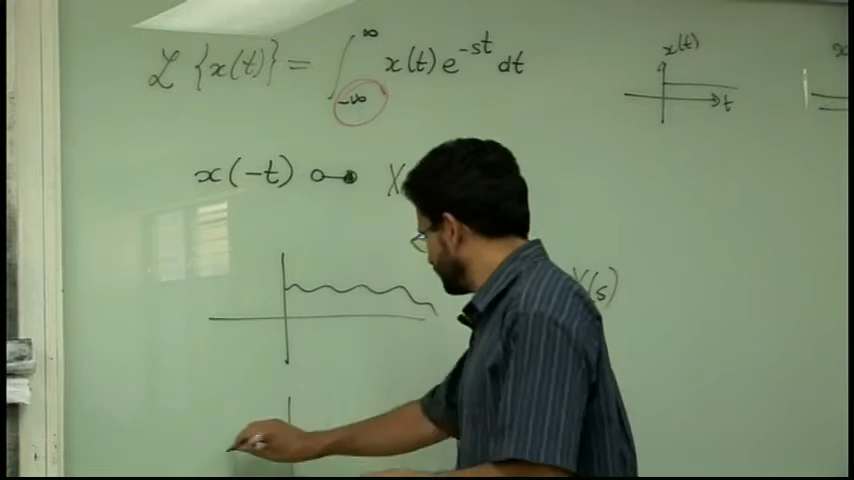 ℒ {x(t)} = ∫_{-∞}^{∞} x(t) e^{-st} dt
x(t)
t
x(-t) ○—● X
(s)